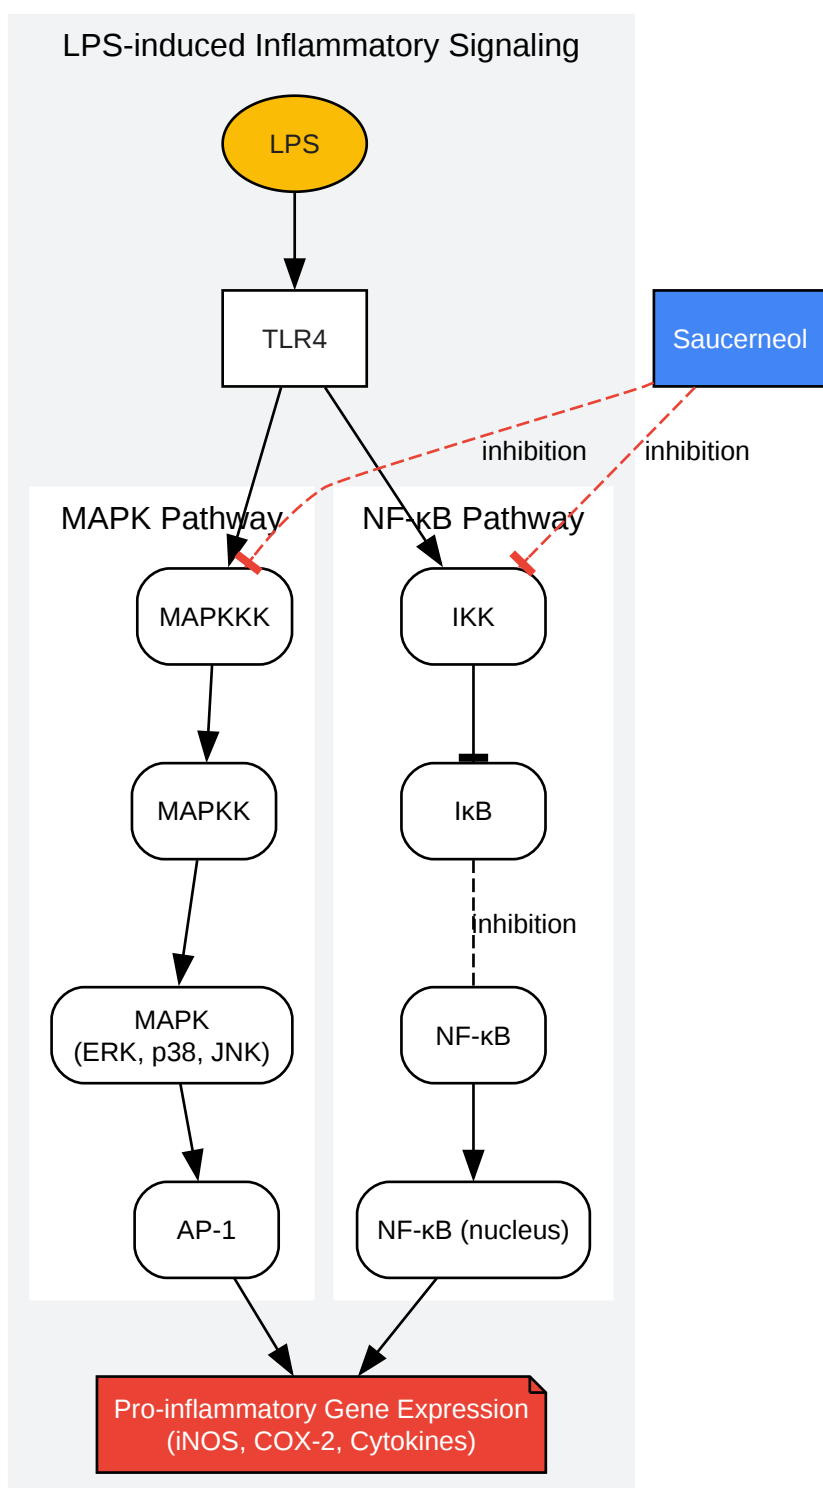 LPS-induced Inflammatory Signaling
LPS
TLR4
Saucerneol
inhibition
inhibition
MAPK Pathway
NF-κB Pathway
MAPKKK
IKK
MAPKK
IκB
inhibition
MAPK
(ERK, p38, JNK)
NF-κB
AP-1
NF-κB (nucleus)
Pro-inflammatory Gene Expression
(iNOS, COX-2, Cytokines)